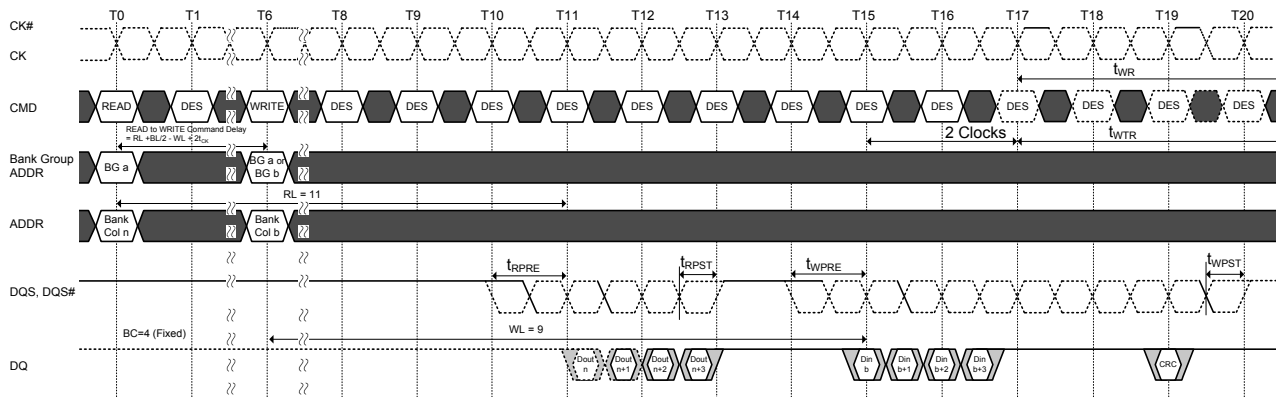 T0 T1 T6 T8 T9 T10 T11 T12 T13 T14 T15 T16 T17 T18 T19 T20
CK#
CK
tWR
CMD READ DES WRITE DES DES DES DES DES DES DES DES DES DES DES DES DES
READ to WRITE Command Delay
= RL +BL/2 - WL + 2tCK
2 Clocks
tWTR
Bank Group
ADDR
BG a
BG a or
BG b
RL = 11
ADDR
Bank
Col n
Bank
Col b
tRPRE
tRPST
tWPRE
tWPST
DQS, DQS#
BC=4 (Fixed)
WL = 9
DQ
Dout
n
Dout
n+1
Dout
n+2
Dout
n+3
Din
b
Din
b+1
Din
b+2
Din
b+3
CRC